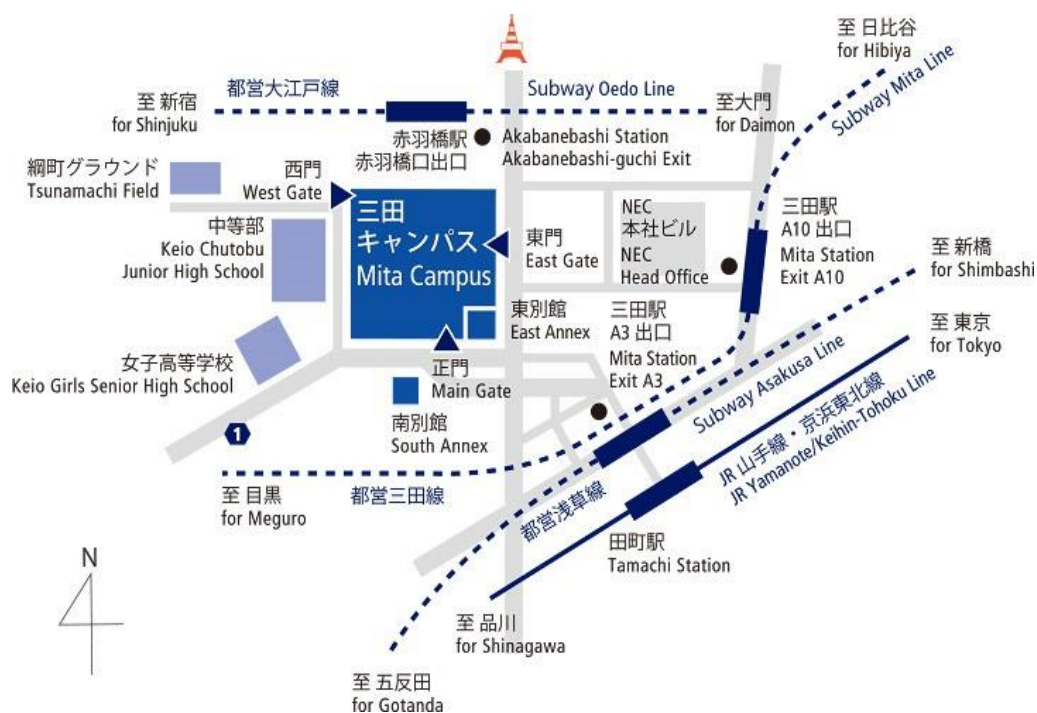 至 日比谷
for Hibiya
Subway Mita Line
都営大江戸線
Subway Oedo Line
至 新宿
for Shinjuku
至大門
for Daimon
赤羽橋駅
赤羽橋口出口
Akabanebashi Station
Akabanebashi-guchi Exit
綱町グラウンド
Tsunamachi Field
西門
West Gate
三田
キャンパス
Mita Campus
中等部
Keio Chutobu
Junior High School
東門
East Gate
NEC
本社ビル
NEC
Head Office
三田駅
A10 出口
Mita Station
Exit A10
至 新橋
for Shimbashi
東別館
East Annex
三田駅
A3 出口
Mita Station
Exit A3
至 東京
for Tokyo
女子高等学校
Keio Girls Senior High School
正門
Main Gate
南別館
South Annex
Subway Asakusa Line
JR 山手線・京浜東北線
JR Yamanote/Keihin-Tohoku Line
1
至 目黒
for Meguro
都営三田線
都営浅草線
田町駅
Tamachi Station
N
至 品川
for Shinagawa
至 五反田
for Gotanda